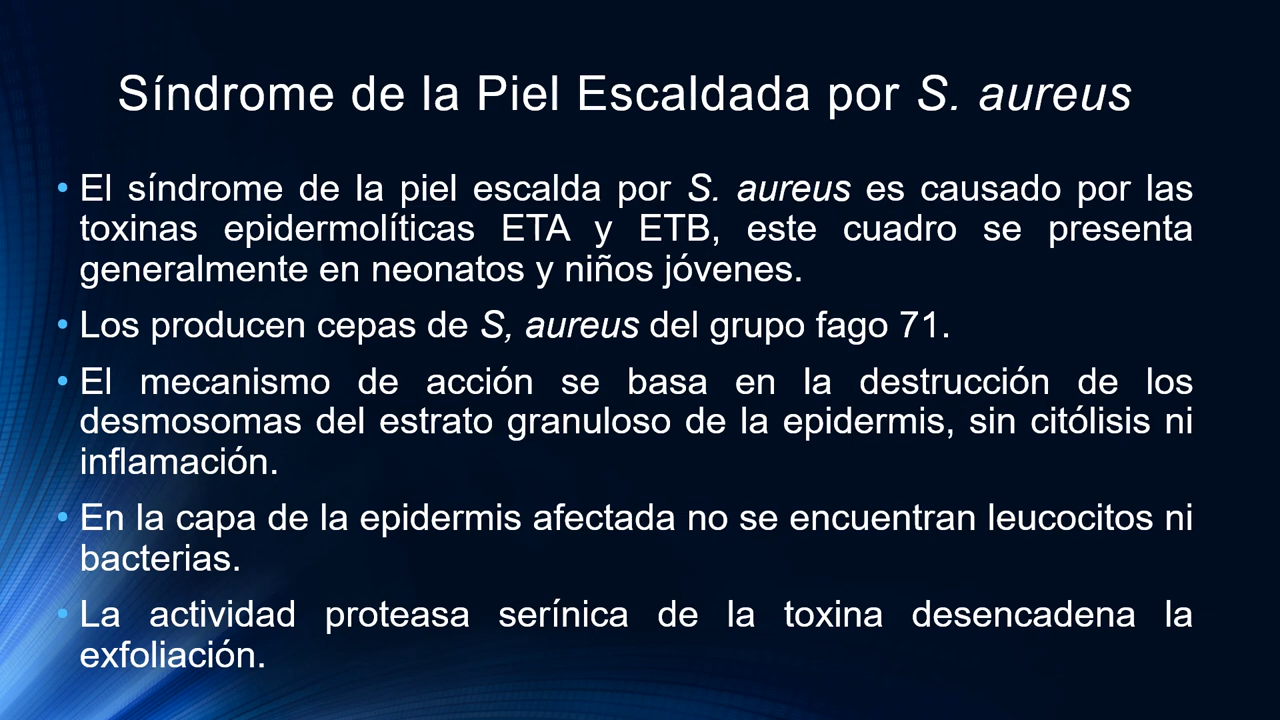 Síndrome de la Piel Escaldada por S. aureus
• El síndrome de la piel escalda por S. aureus es causado por las
toxinas epidermolíticas ETA y ETB, este cuadro se presenta
generalmente en neonatos y niños jóvenes.
• Los producen cepas de S, aureus del grupo fago 71.
• El mecanismo de acción se basa en la destrucción de los
desmosomas del estrato granuloso de la epidermis, sin citólisis ni
inflamación.
• En la capa de la epidermis afectada no se encuentran leucocitos ni
bacterias.
• La actividad proteasa serínica de la toxina desencadena la
exfoliación.